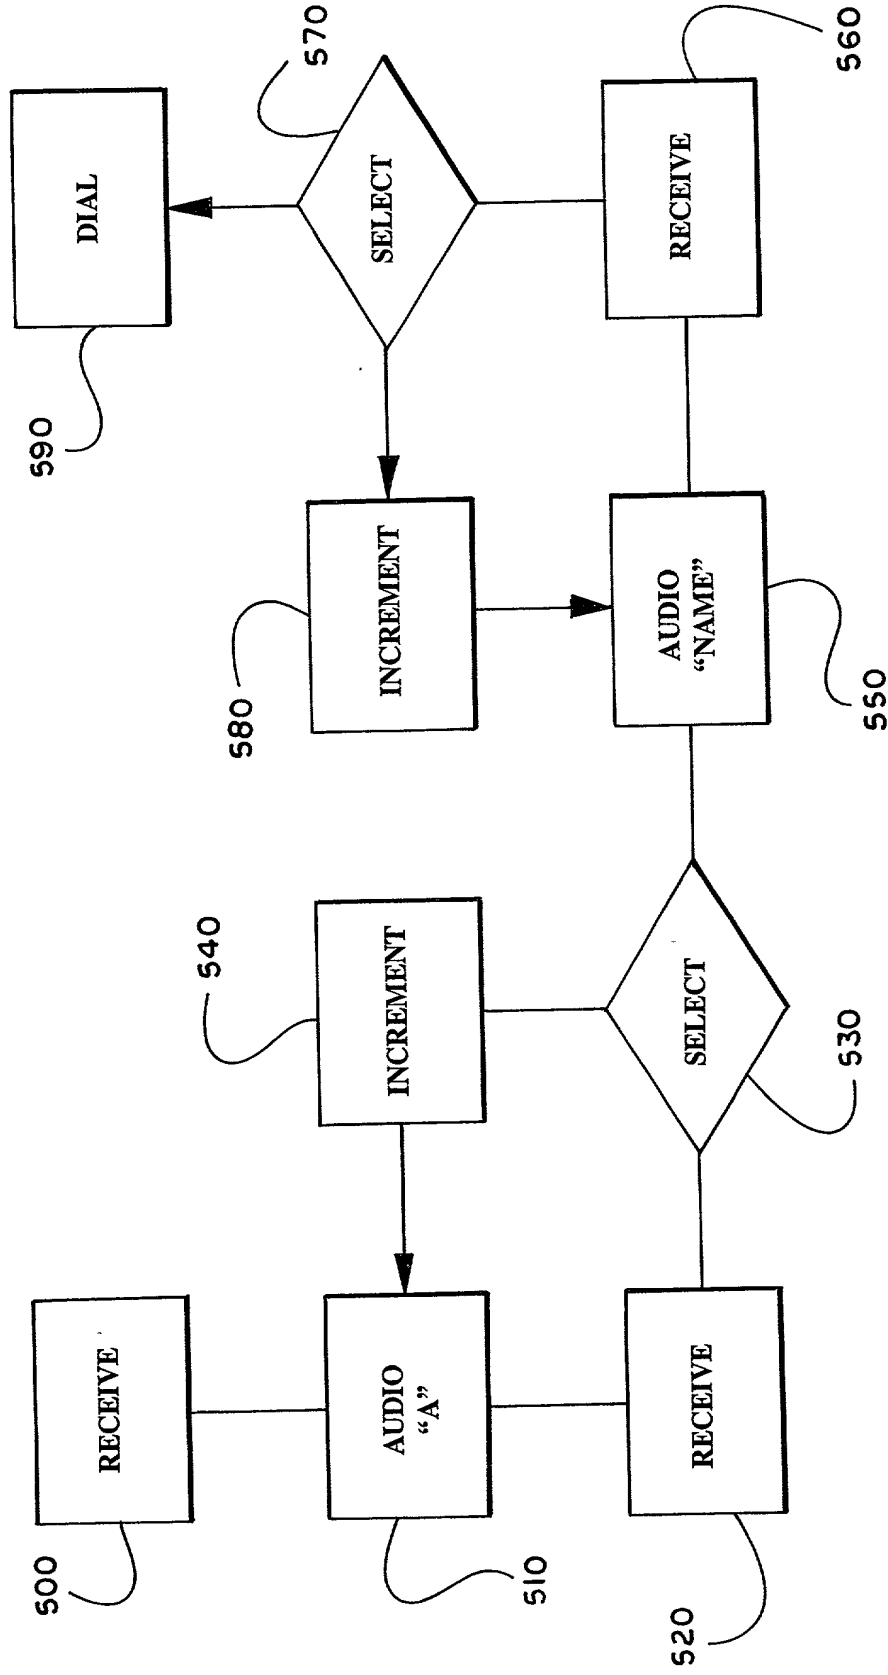 500
RECEIVE
510
AUDIO
“A”
520
RECEIVE
530
SELECT
540
INCREMENT
550
AUDIO
“NAME”
560
RECEIVE
570
SELECT
580
INCREMENT
590
DIAL